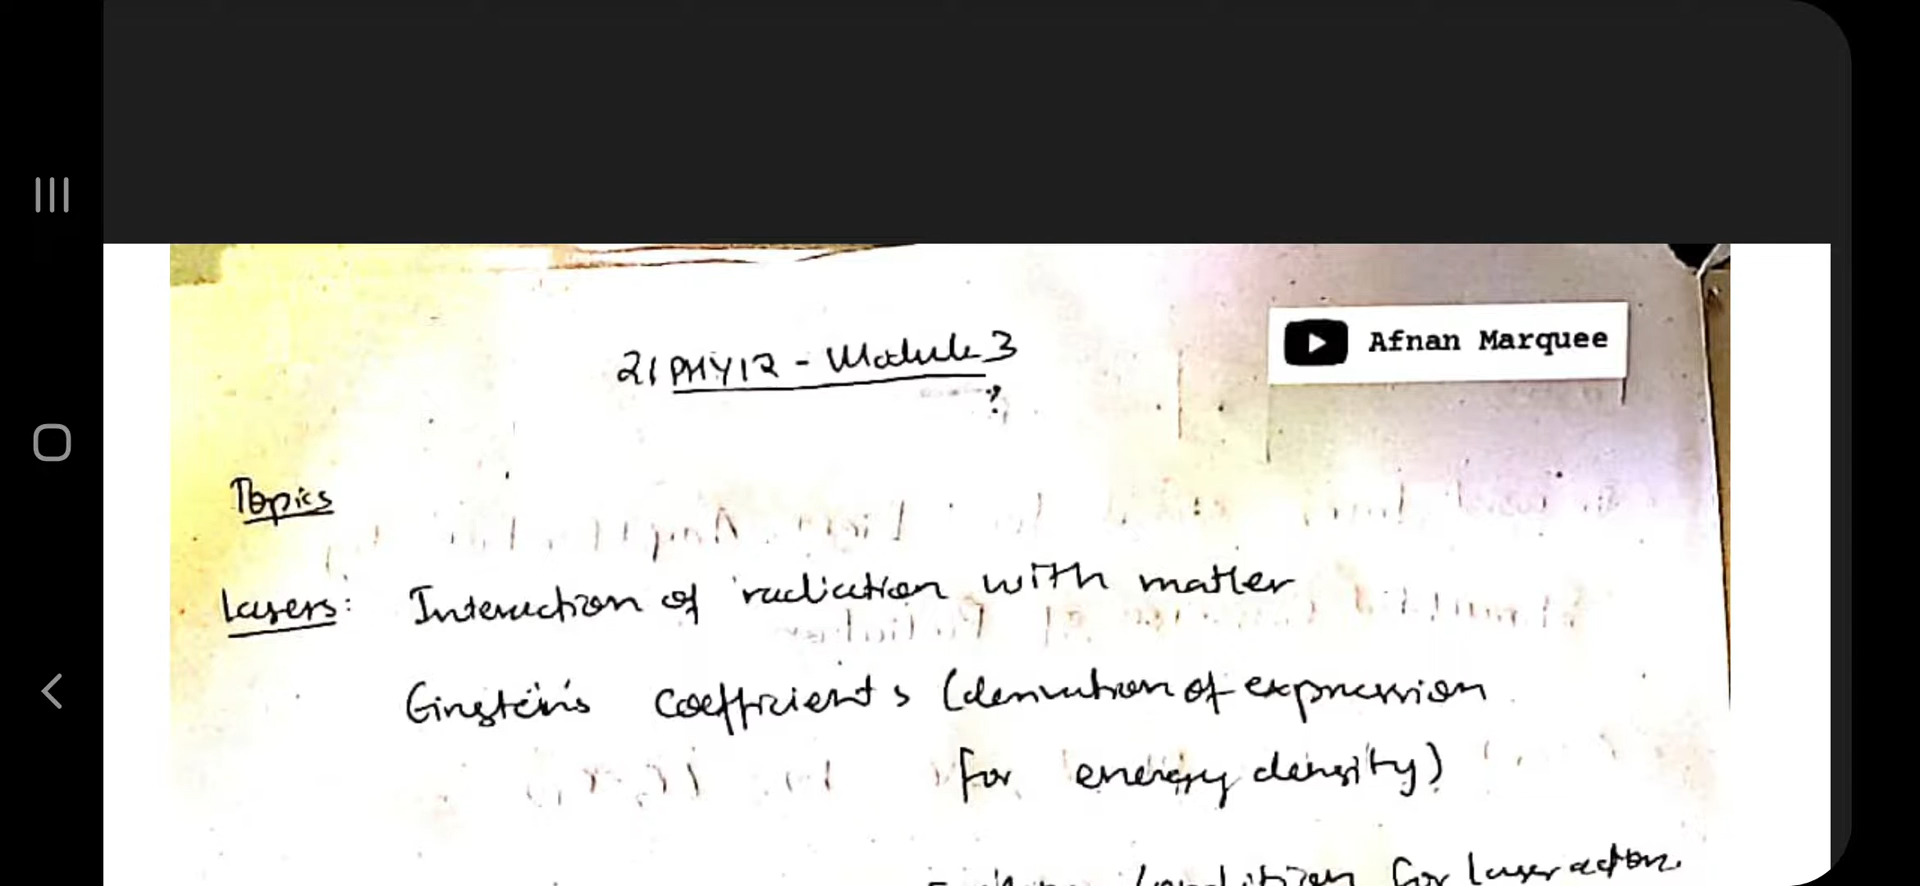 21PHY12 - Module 3
Afnan Marquee
Topics
Lasers: Interaction of radiation with matter
Einstein's coefficients (derivation of expression
for energy density)
Condition for laser action.